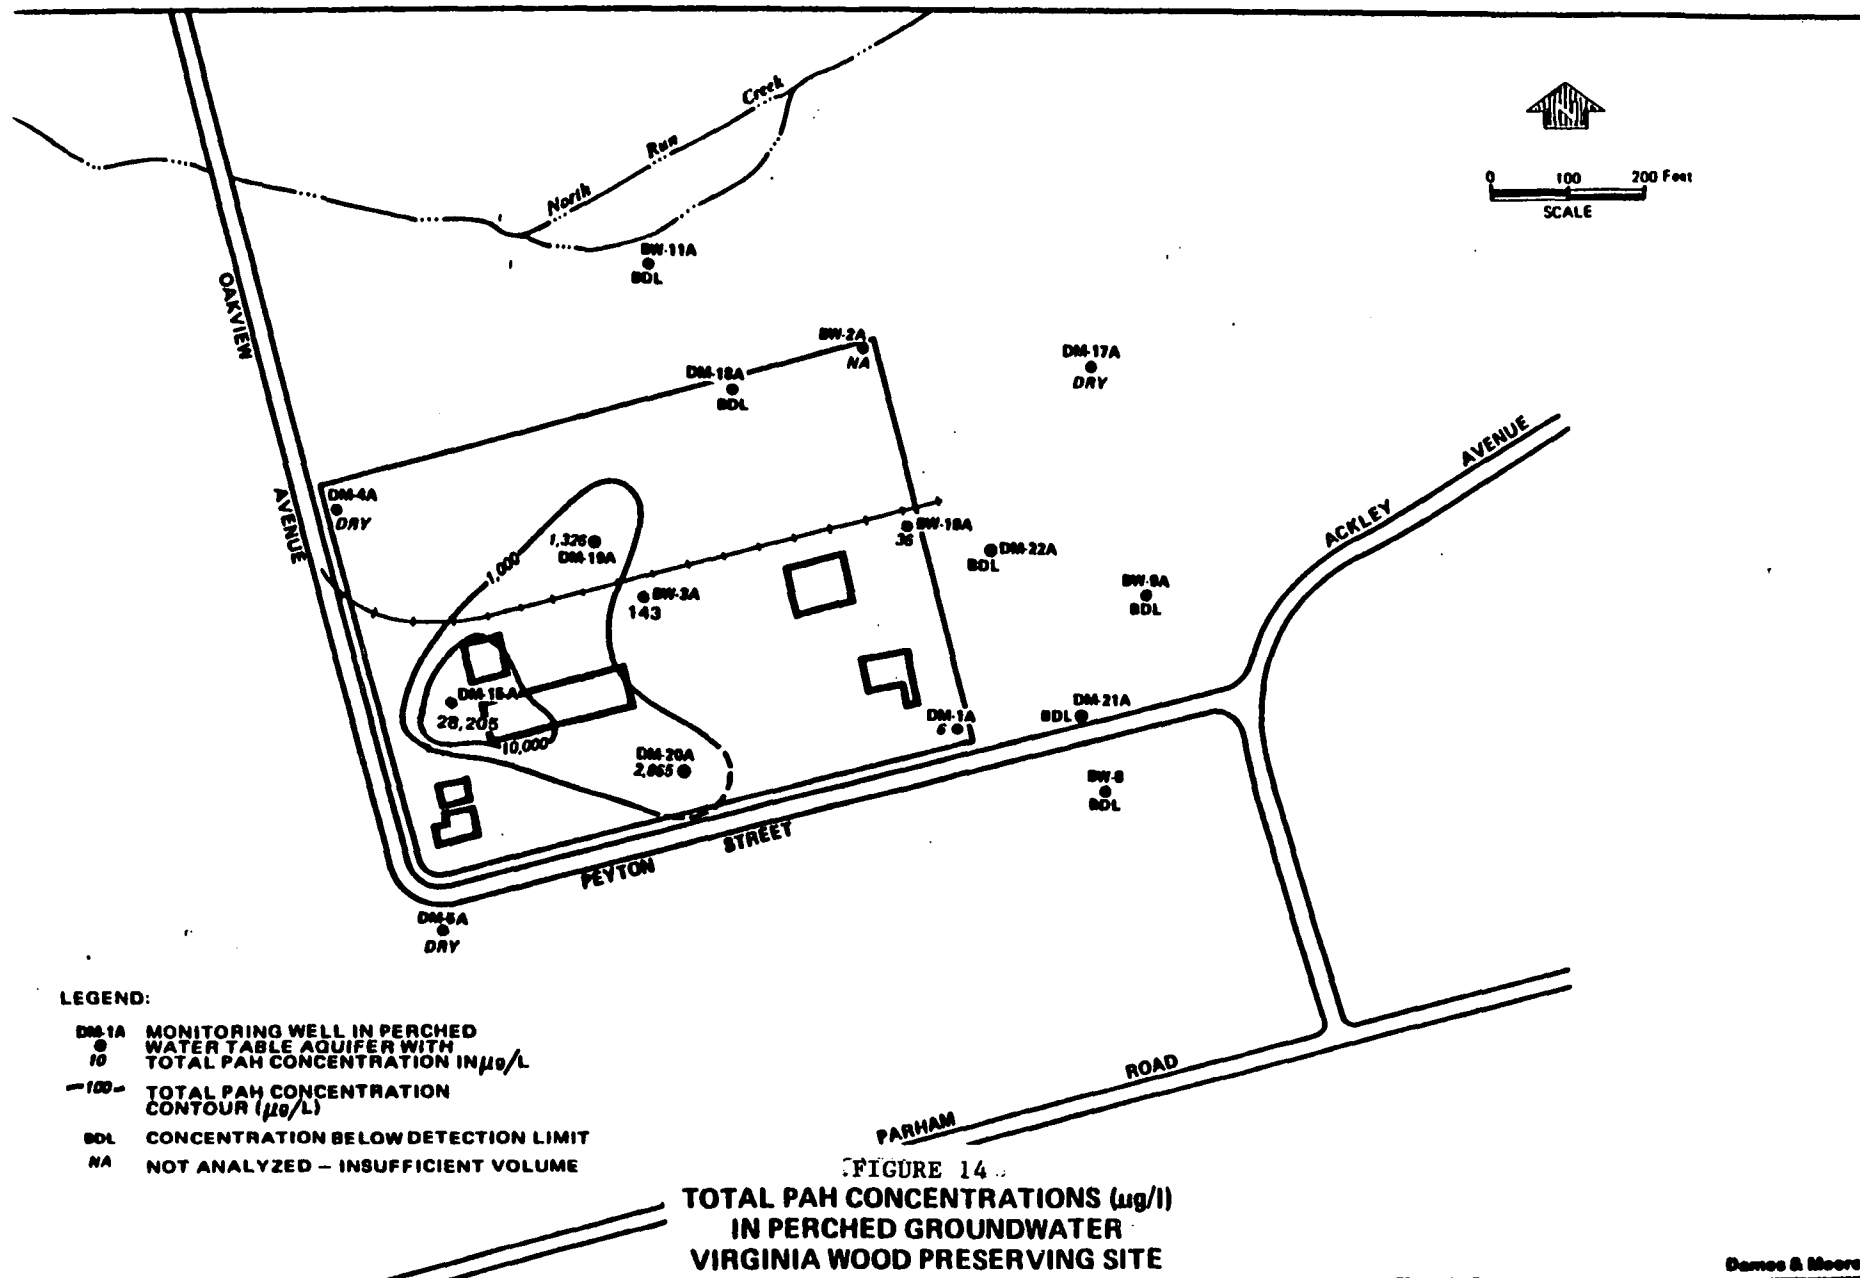 North Run Creek
N
0 100 200 Feet
SCALE
BW-11A
BDL
OAKVIEW
AVENUE
BW-2A
NA
DM-17A
DRY
DM-18A
BDL
ACKLEY AVENUE
DM-4A
DRY
1,326
DM-19A
1,000
BW-18A
36
DM-22A
BDL
BW-9A
BDL
BW-3A
143
DM-15-A
28,205
10,000
DM-20A
2,865
DM-1A
6
DM-21A
BDL
BW-8
BDL
PEYTON STREET
DM-5A
DRY
PARHAM ROAD
LEGEND:
DM-1A MONITORING WELL IN PERCHED
WATER TABLE AQUIFER WITH
10 TOTAL PAH CONCENTRATION IN µg/L
—100— TOTAL PAH CONCENTRATION
CONTOUR (µg/L)
BDL CONCENTRATION BELOW DETECTION LIMIT
NA NOT ANALYZED – INSUFFICIENT VOLUME
FIGURE 14
TOTAL PAH CONCENTRATIONS (µg/l)
IN PERCHED GROUNDWATER
VIRGINIA WOOD PRESERVING SITE
Dames & Moore